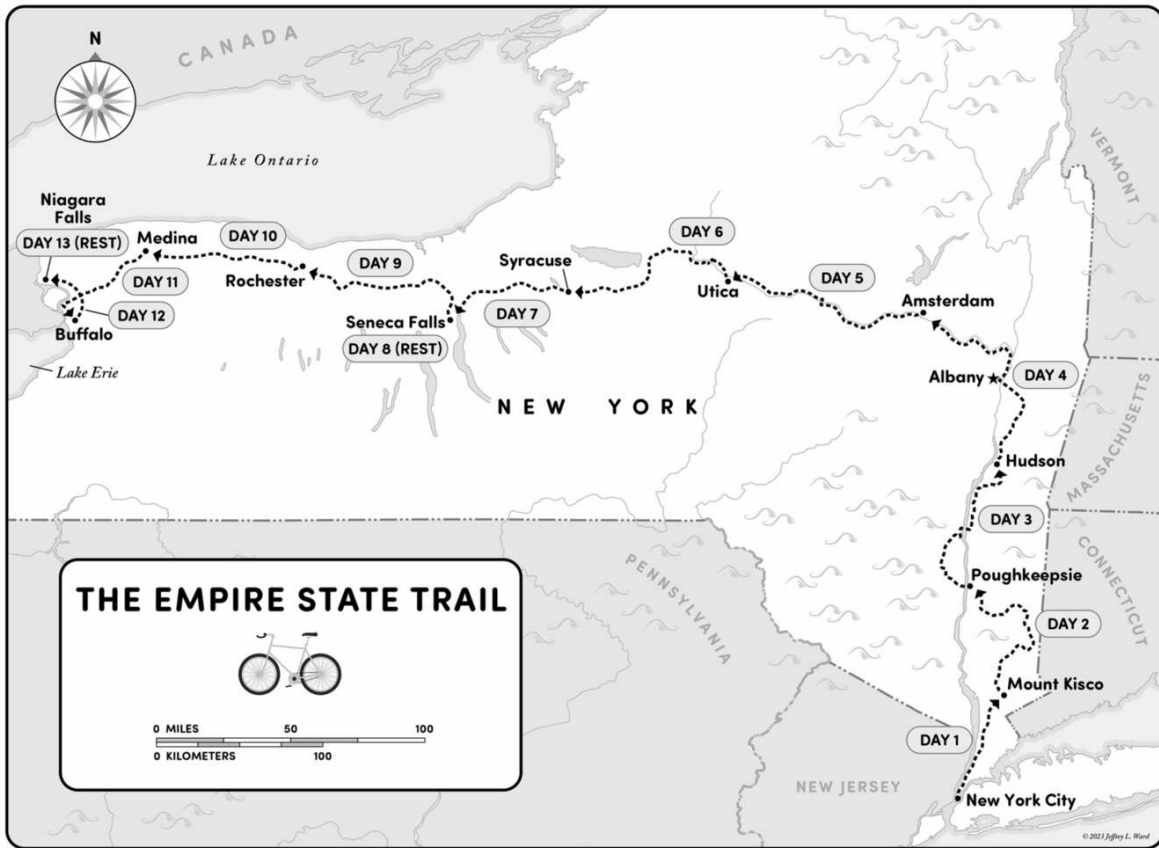 N
CANADA
Lake Ontario
VERMONT
Niagara
Falls
DAY 13 (REST)
Medina
DAY 10
DAY 6
Rochester
DAY 9
Syracuse
Utica
DAY 5
Amsterdam
DAY 11
DAY 12
Buffalo
Seneca Falls
DAY 8 (REST)
DAY 7
Lake Erie
Albany
DAY 4
NEW YORK
MASSACHUSETTS
Hudson
DAY 3
CONNECTICUT
PENNSYLVANIA
Poughkeepsie
DAY 2
Mount Kisco
DAY 1
NEW JERSEY
New York City
THE EMPIRE STATE TRAIL
0 MILES 50 100
0 KILOMETERS 100
© 2023 Jeffrey L. Ward